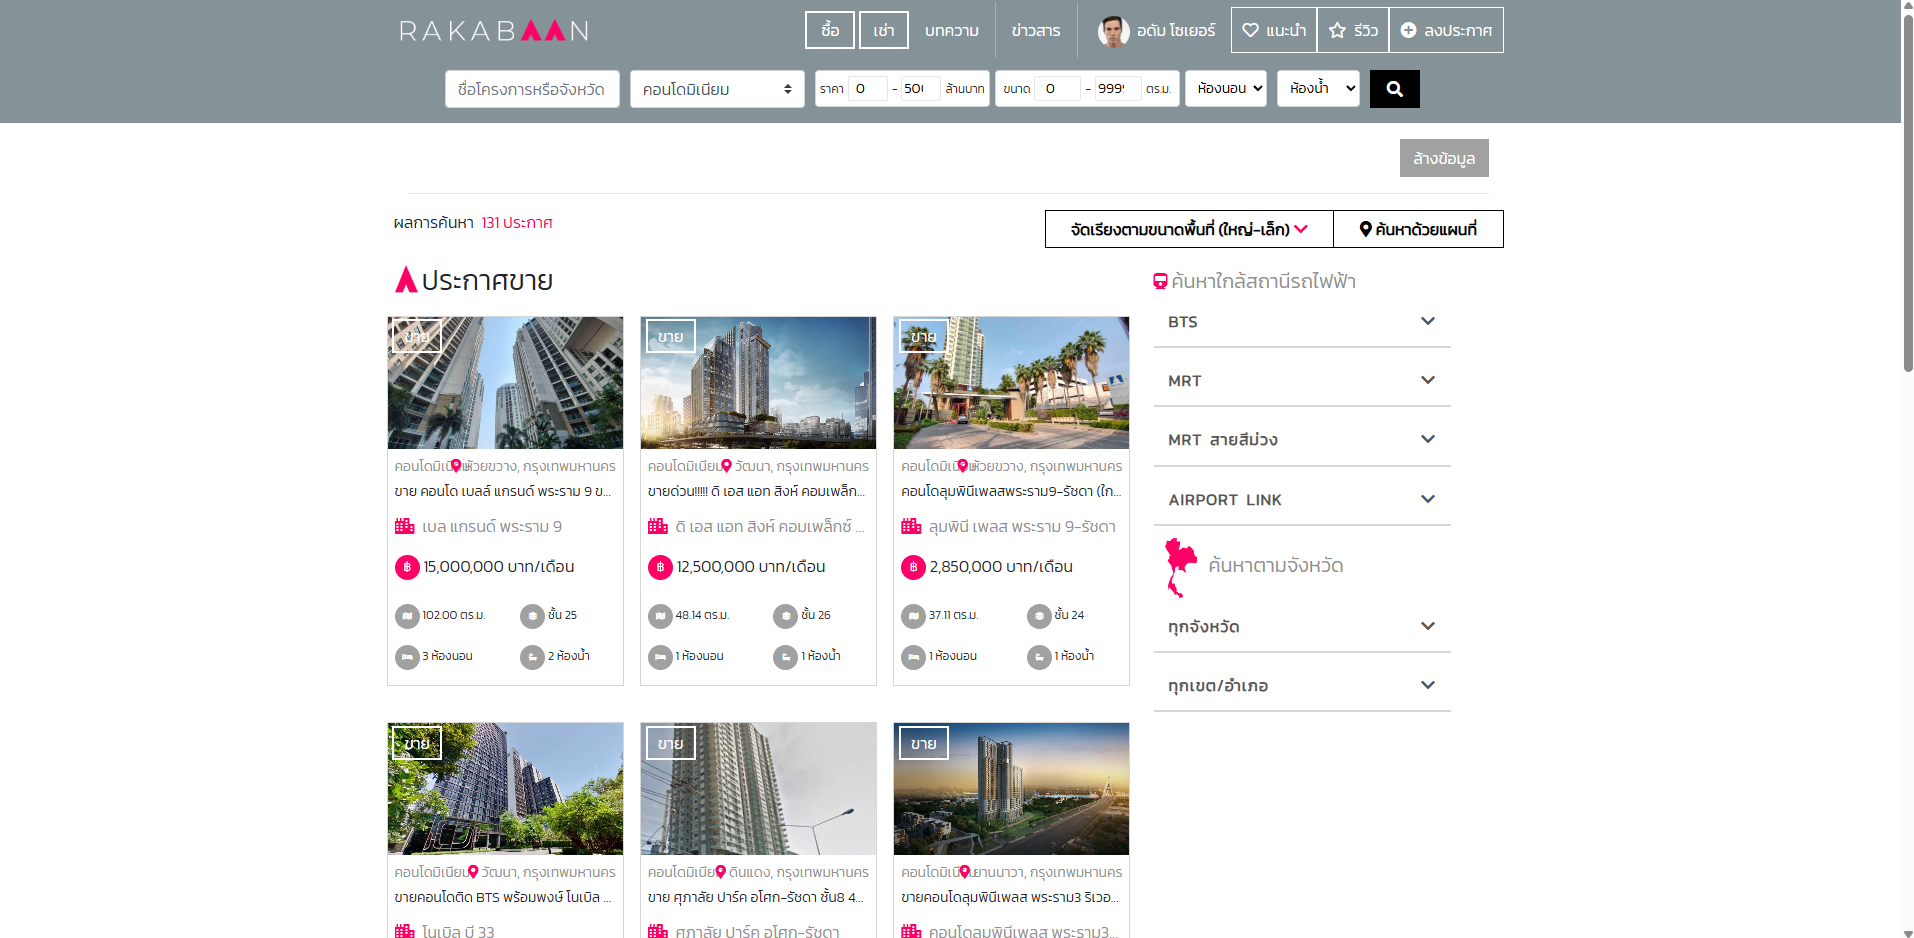 RAKABAAN
ซื้อ เช่า บทความ ข่าวสาร อดัม โซเยอร์ แนะนำ รีวิว ลงประกาศ
ชื่อโครงการหรือจังหวัด คอนโดมิเนียม ราคา 0 - ล้านบาท ขนาด 0 - ตร.ม. ห้องนอน ห้องน้ำ
ล้างข้อมูล
ผลการค้นหา 131 ประกาศ
จัดเรียงตามขนาดพื้นที่ (ใหญ่-เล็ก) ค้นหาด้วยแผนที่
ประกาศขาย
ขาย
คอนโดมิเนียม ห้วยขวาง, กรุงเทพมหานคร
ขาย คอนโด เบลล์ แกรนด์ พระราม 9 ข...
เบล แกรนด์ พระราม 9
฿ 15,000,000 บาท/เดือน
102.00 ตร.ม. ชั้น 25
3 ห้องนอน 2 ห้องน้ำ
ขาย
คอนโดมิเนียม วัฒนา, กรุงเทพมหานคร
ขายด่วน!!!!! ดิ เอส แอท สิงห์ คอมเพล็ก...
ดิ เอส แอท สิงห์ คอมเพล็กซ์ ...
฿ 12,500,000 บาท/เดือน
48.14 ตร.ม. ชั้น 26
1 ห้องนอน 1 ห้องน้ำ
ขาย
คอนโดมิเนียม ห้วยขวาง, กรุงเทพมหานคร
คอนโดลุมพินีเพลสพระราม9-รัชดา (ใก...
ลุมพินี เพลส พระราม 9-รัชดา
฿ 2,850,000 บาท/เดือน
37.11 ตร.ม. ชั้น 24
1 ห้องนอน 1 ห้องน้ำ
ขาย
คอนโดมิเนียม วัฒนา, กรุงเทพมหานคร
ขายคอนโดติด BTS พร้อมพงษ์ โนเบิล ...
โนเบิล บี 33
ขาย
คอนโดมิเนียม ดินแดง, กรุงเทพมหานคร
ขาย ศุภาลัย ปาร์ค อโศก-รัชดา ชั้น8 4...
ศุภาลัย ปาร์ค อโศก-รัชดา
ขาย
คอนโดมิเนียม ยานนาวา, กรุงเทพมหานคร
ขายคอนโดลุมพินีเพลส พระราม3 ริเวอ...
คอนโดลุมพินีเพลส พระราม3...
ค้นหาใกล้สถานีรถไฟฟ้า
BTS
MRT
MRT สายสีม่วง
AIRPORT LINK
ค้นหาตามจังหวัด
ทุกจังหวัด
ทุกเขต/อำเภอ